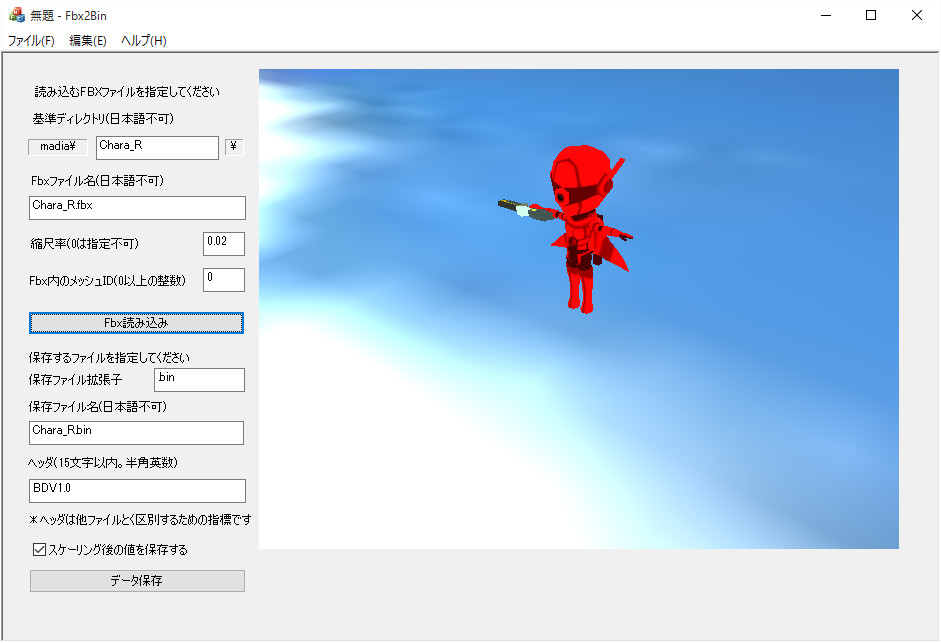 無題 - Fbx2Bin
ファイル(F) 編集(E) ヘルプ(H)
読み込むFBXファイルを指定してください
基準ディレクトリ(日本語不可)
madia¥ Chara_R ¥
Fbxファイル名(日本語不可)
Chara_R.fbx
縮尺率(0は指定不可) 0.02
Fbx内のメッシュID(0以上の整数) 0
Fbx読み込み
保存するファイルを指定してください
保存ファイル拡張子 .bin
保存ファイル名(日本語不可)
Chara_R.bin
ヘッダ(15文字以内。半角英数)
BDV1.0
*ヘッダは他ファイルとく区別するための指標です
スケーリング後の値を保存する
データ保存